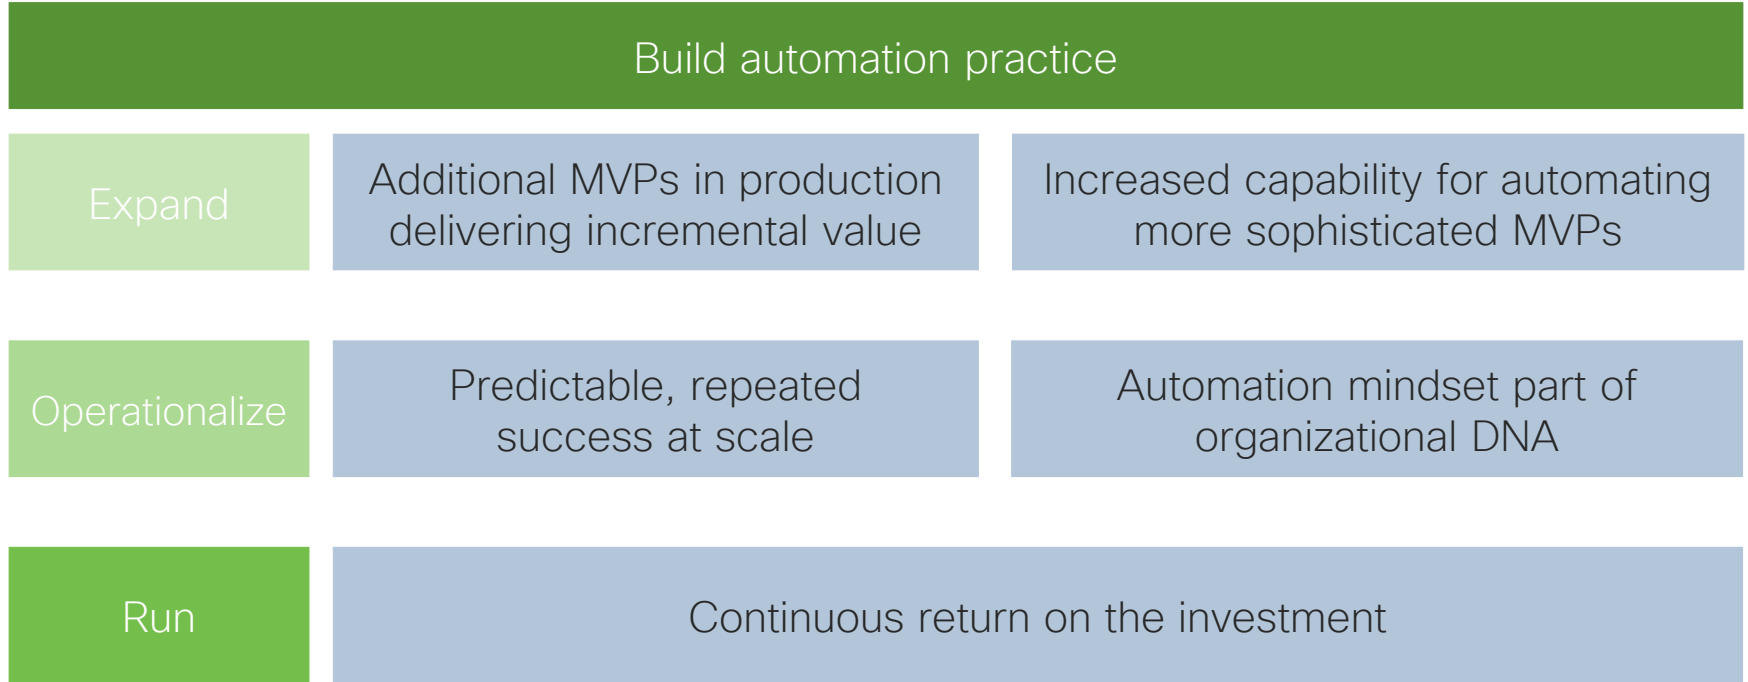 Build automation practice
Expand
Additional MVPs in production
delivering incremental value
Increased capability for automating
more sophisticated MVPs
Operationalize
Predictable, repeated
success at scale
Automation mindset part of
organizational DNA
Run
Continuous return on the investment